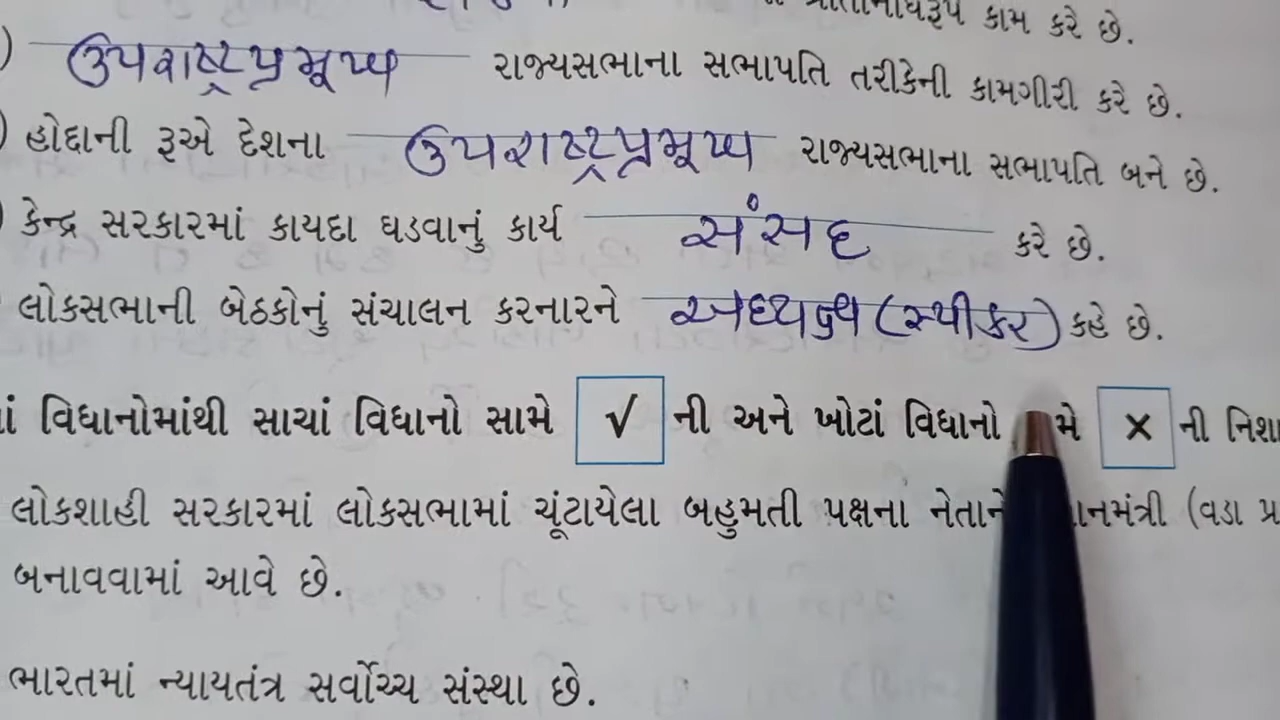 કામ કરે છે.
) ઉપરાષ્ટ્રપ્રમુખ રાજ્યસભાના સભાપતિ તરીકેની કામગીરી કરે છે.
) હોદ્દાની રૂએ દેશના ઉપરાષ્ટ્રપ્રમુખ રાજ્યસભાના સભાપતિ બને છે.
) કેન્દ્ર સરકારમાં કાયદા ઘડવાનું કાર્ય સંસદ કરે છે.
લોકસભાની બેઠકોનું સંચાલન કરનારને અધ્યક્ષ (સ્પીકર) કહે છે.
વિધાનોમાંથી સાચાં વિધાનો સામે √ ની અને ખોટાં વિધાનો મે × ની નિશા
લોકશાહી સરકારમાં લોકસભામાં ચૂંટાયેલા બહુમતી પક્ષના નેતાને નમંત્રી (વડા પ્ર
બનાવવામાં આવે છે.
ભારતમાં ન્યાયતંત્ર સર્વોચ્ચ સંસ્થા છે.